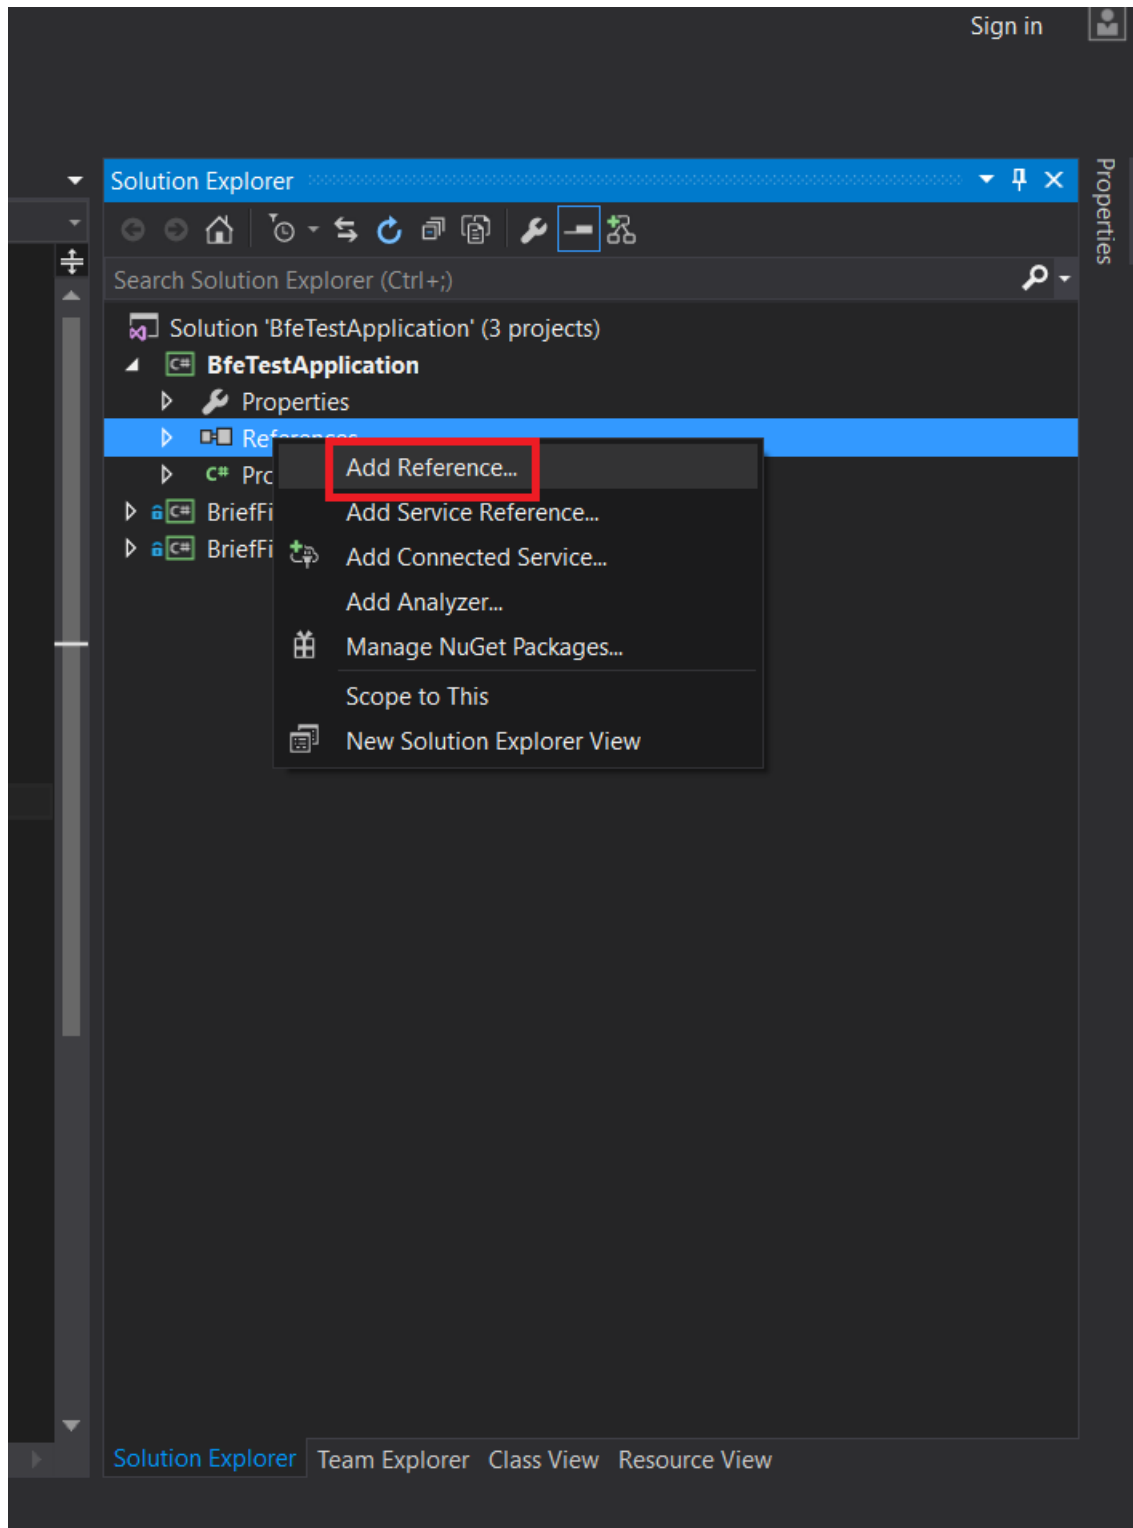 Sign in
Properties
Solution Explorer
Search Solution Explorer (Ctrl+;)
Solution 'BfeTestApplication' (3 projects)
C# BfeTestApplication
Properties
C#
C#
C#
Add Reference...
Add Service Reference...
Add Connected Service...
Add Analyzer...
Manage NuGet Packages...
Scope to This
New Solution Explorer View
Solution Explorer Team Explorer Class View Resource View